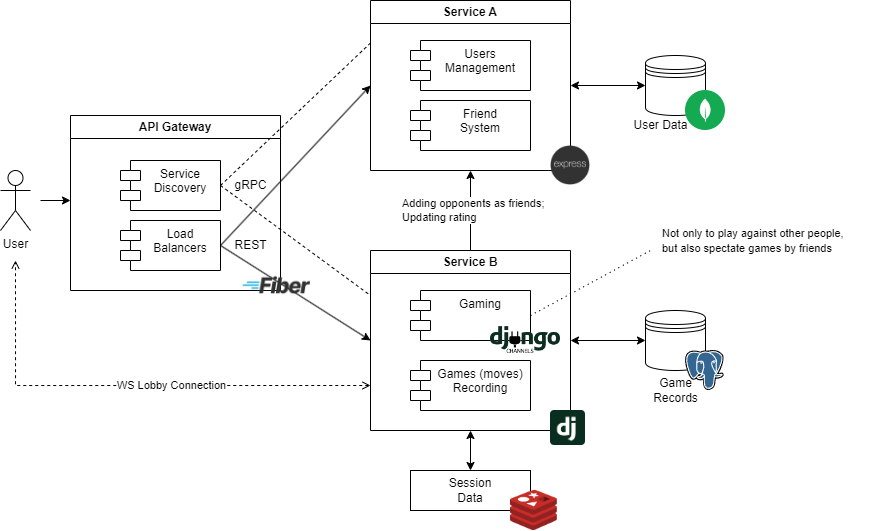 Service A
Users
Management
Friend
System
express
User Data
API Gateway
Service
Discovery
gRPC
Load
Balancers
REST
Fiber
User
Adding opponents as friends;
Updating rating
Not only to play against other people,
but also spectate games by friends
Service B
Gaming
django
CHANNELS
Games (moves)
Recording
dj
Game
Records
WS Lobby Connection
Session
Data